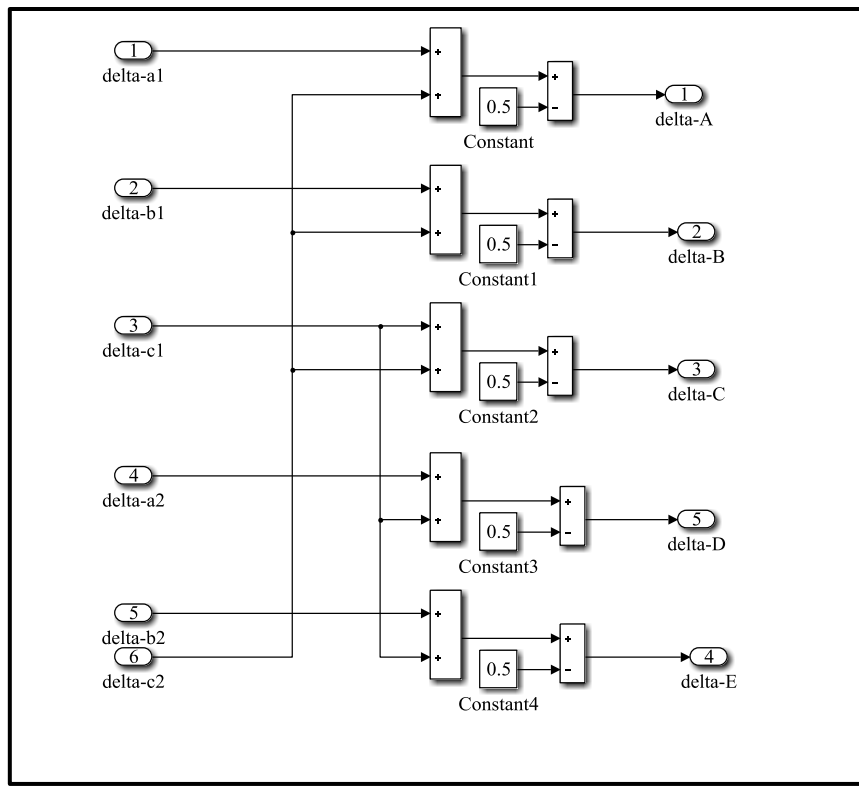 1
delta-a1
+
+
0.5
Constant
+
−
1
delta-A
2
delta-b1
+
+
0.5
Constant1
+
−
2
delta-B
3
delta-c1
+
+
0.5
Constant2
+
−
3
delta-C
4
delta-a2
+
+
0.5
Constant3
+
−
5
delta-D
5
delta-b2
6
delta-c2
+
+
0.5
Constant4
+
−
4
delta-E